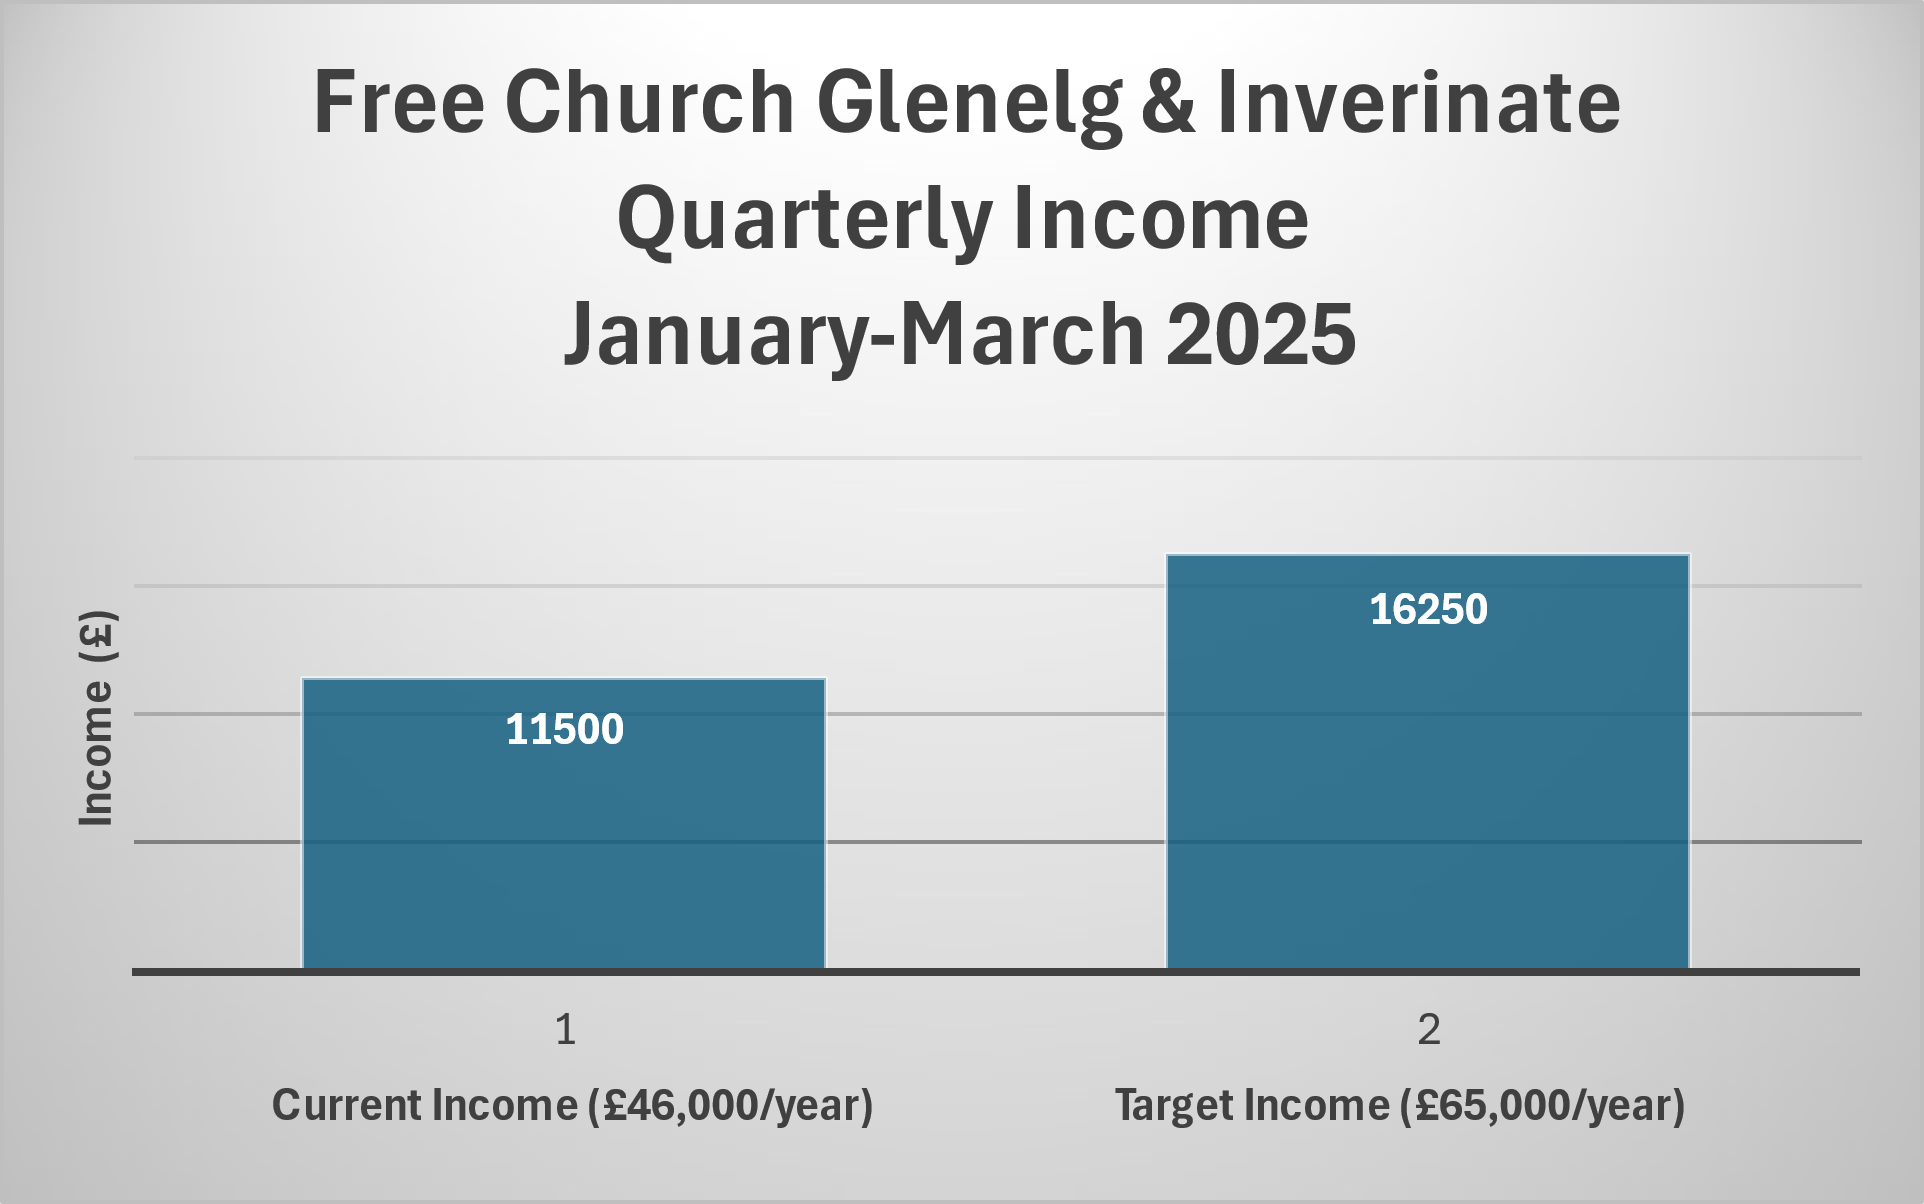 Free Church Glenelg & Inverinate
Quarterly Income
January-March 2025
Income (£)
11500
16250
1
2
Current Income (£46,000/year)
Target Income (£65,000/year)